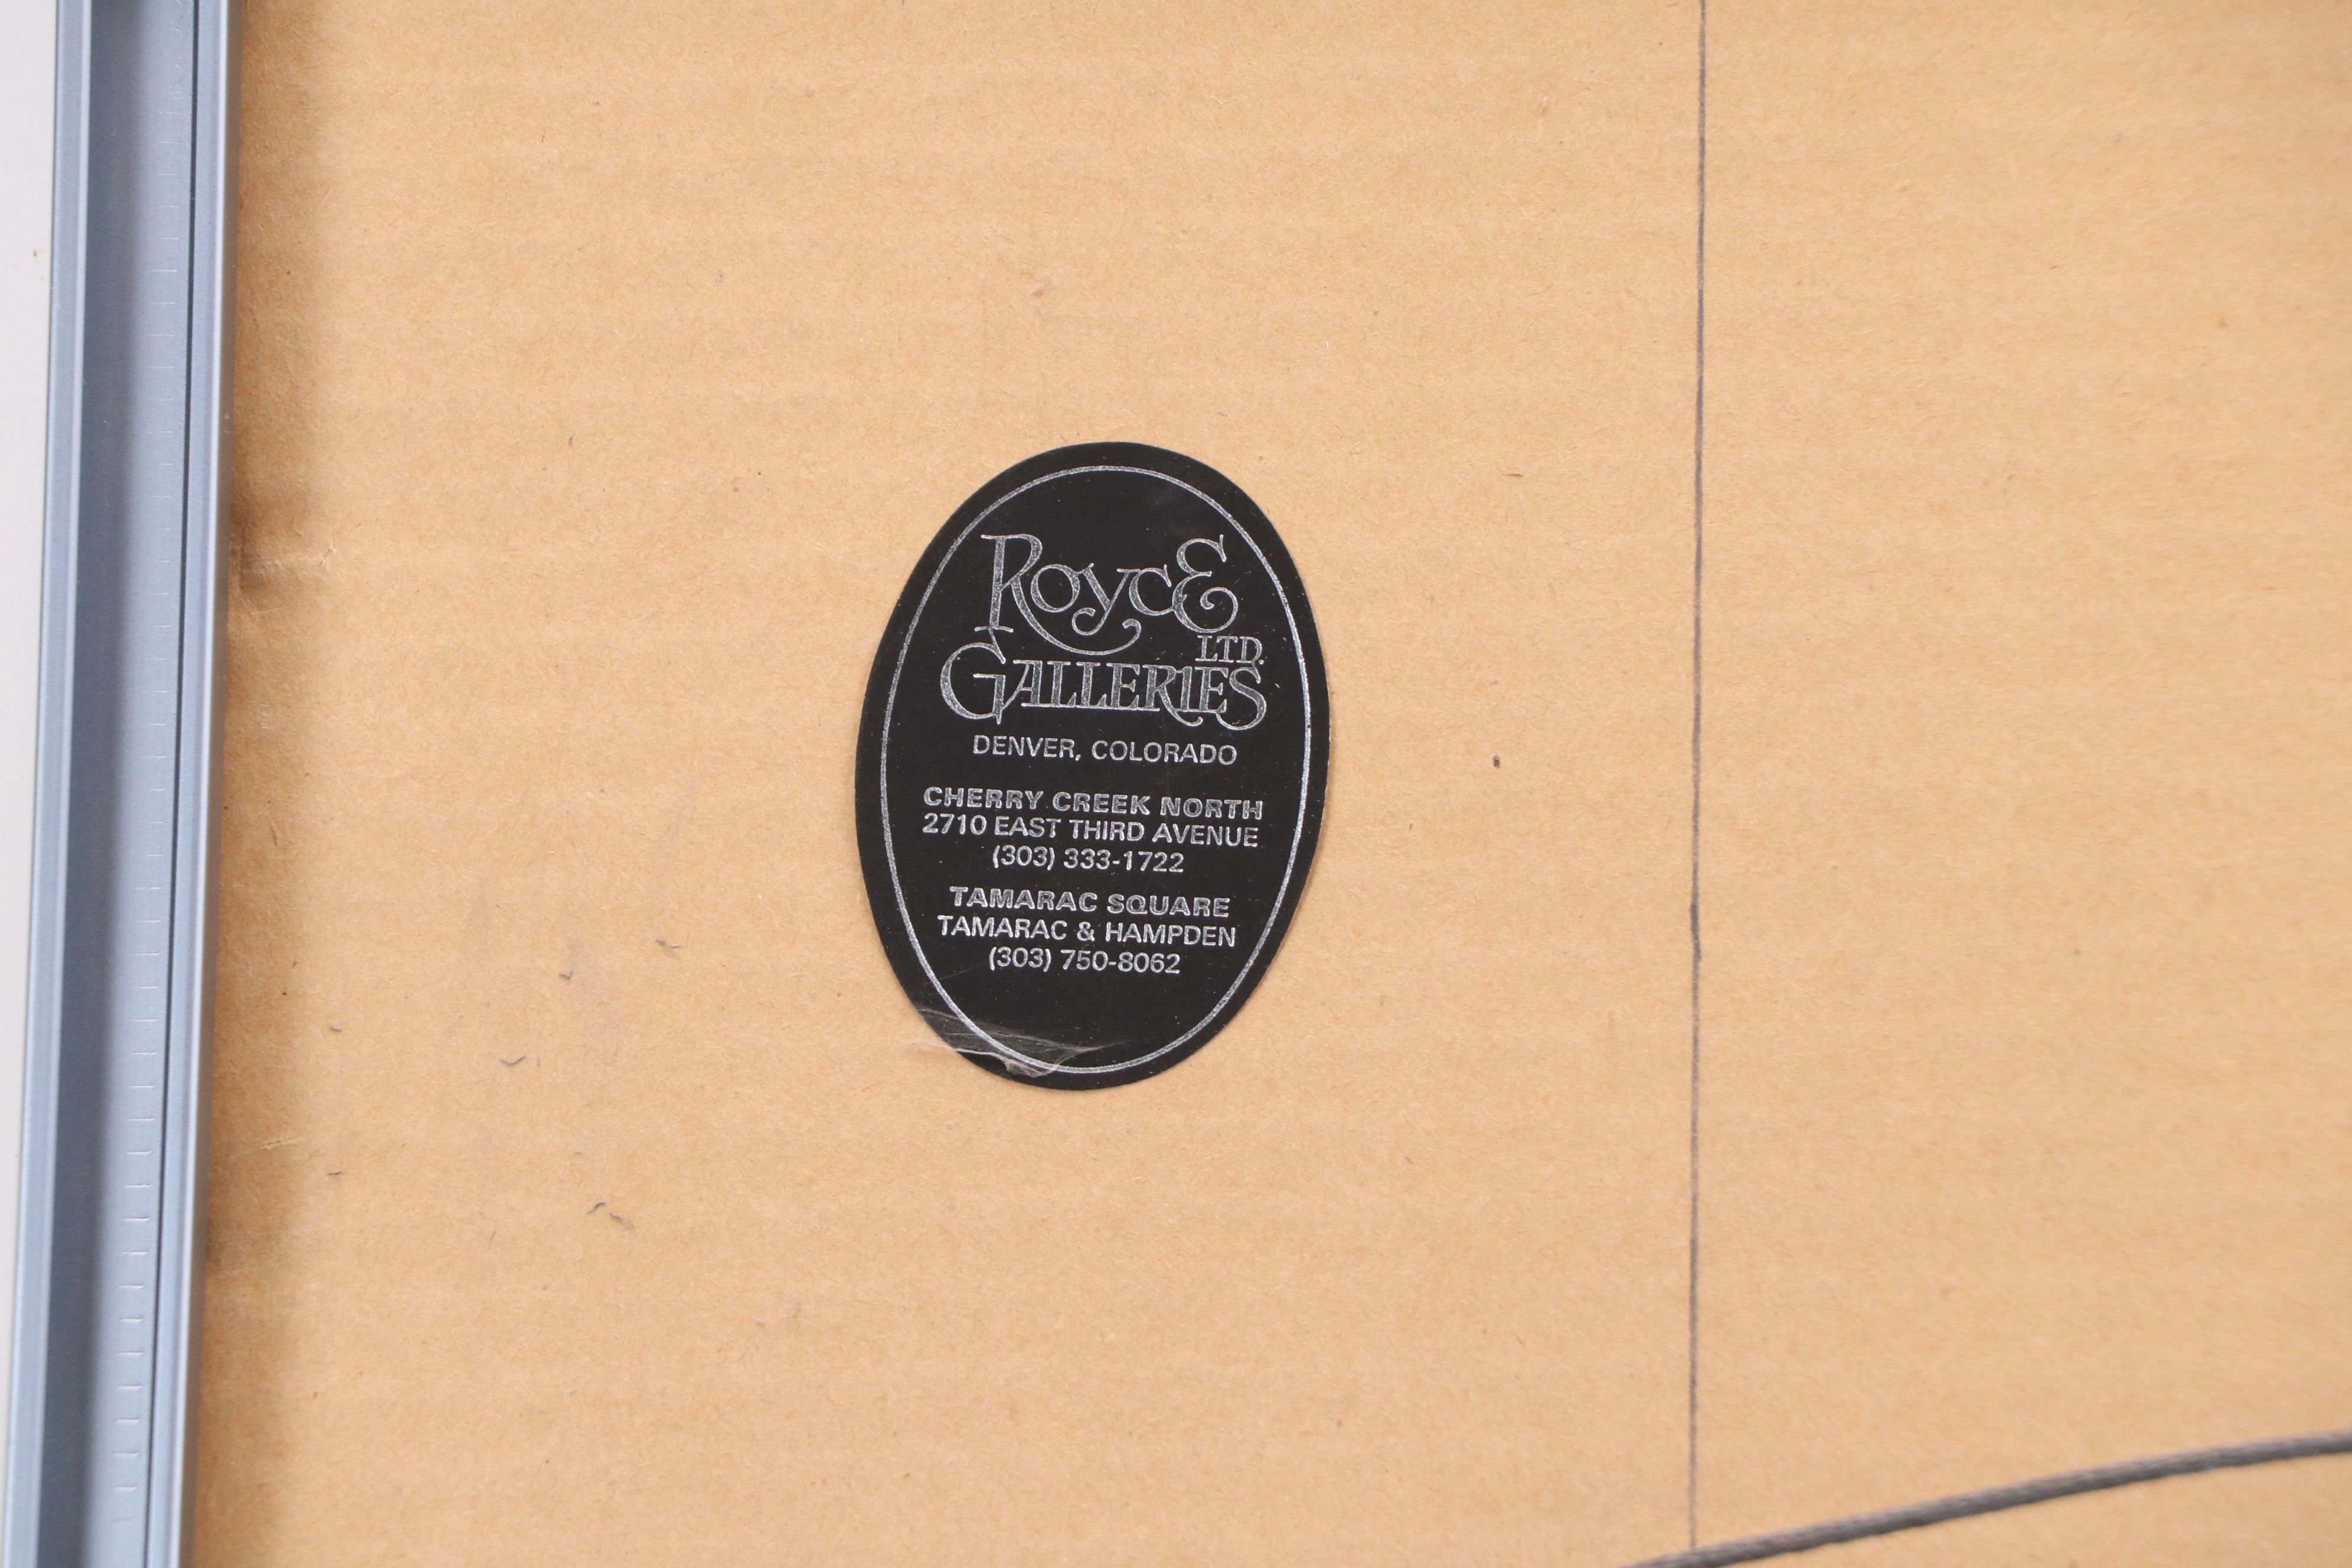 Royce
LTD.
GALLERIES
DENVER, COLORADO
CHERRY CREEK NORTH
2710 EAST THIRD AVENUE
(303) 333-1722
TAMARAC SQUARE
TAMARAC & HAMPDEN
(303) 750-8062